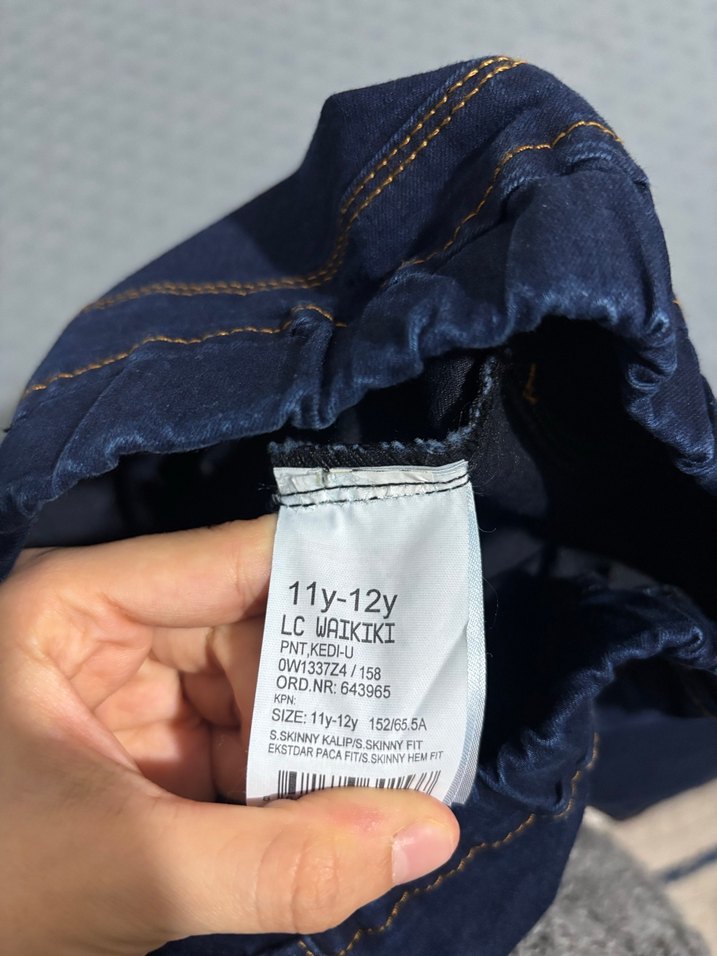 11y-12y
LC WAIKIKI
PNT,KEDI-U
0W1337Z4 / 158
ORD.NR: 643965
KPN:
SIZE: 11y-12y 152/65.5A
S.SKINNY KALIP/S.SKINNY FIT
EKSTDAR PACA FIT/S.SKINNY HEM FIT